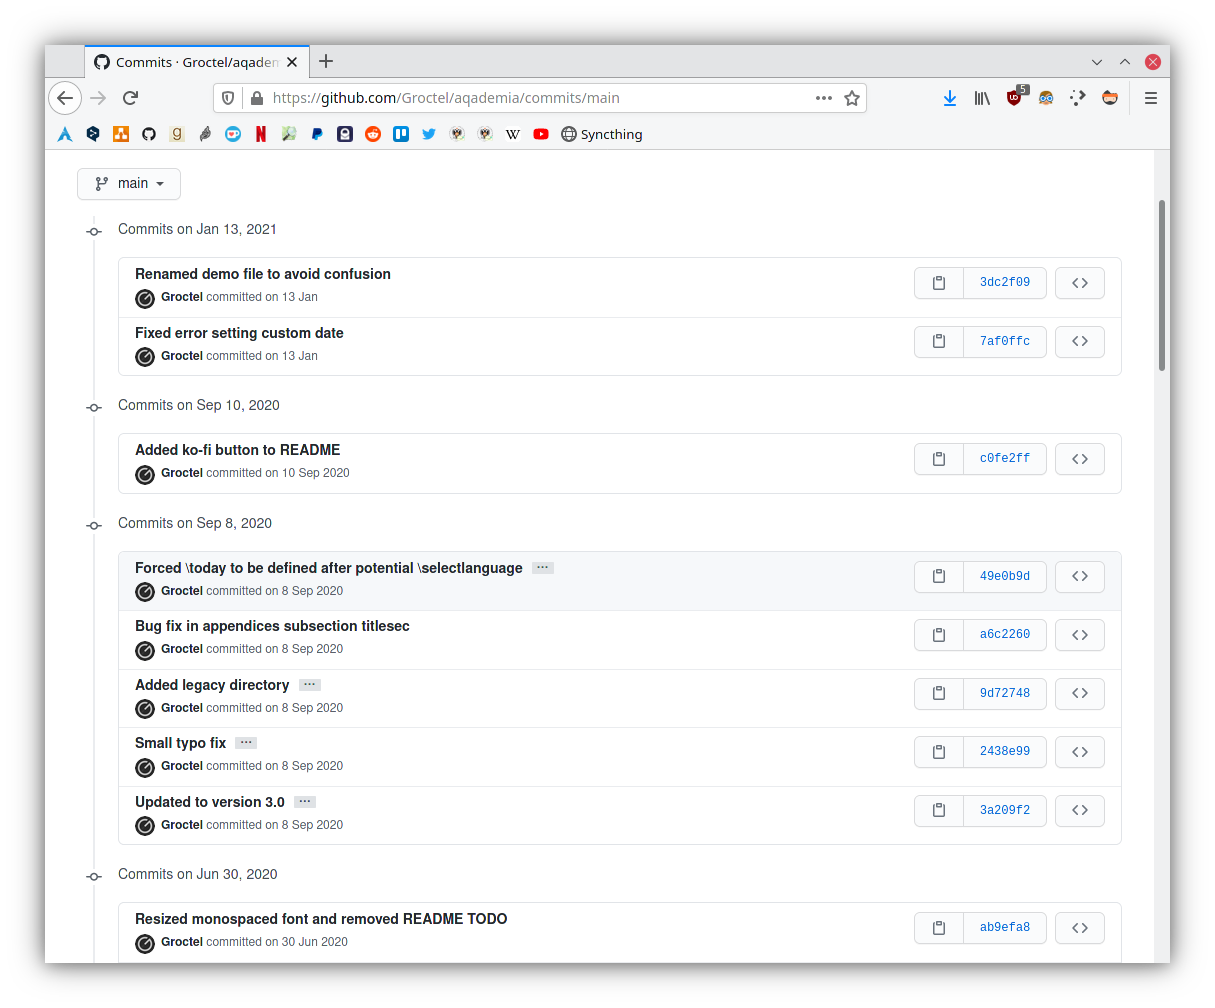 Commits · Groctel/aqadem
https://github.com/Groctel/aqademia/commits/main
5
Syncthing
main
Commits on Jan 13, 2021
Renamed demo file to avoid confusion
3dc2f09
Groctel committed on 13 Jan
Fixed error setting custom date
7af0ffc
Groctel committed on 13 Jan
Commits on Sep 10, 2020
Added ko-fi button to README
c0fe2ff
Groctel committed on 10 Sep 2020
Commits on Sep 8, 2020
Forced \today to be defined after potential \selectlanguage
49e0b9d
Groctel committed on 8 Sep 2020
Bug fix in appendices subsection titlesec
a6c2260
Groctel committed on 8 Sep 2020
Added legacy directory
9d72748
Groctel committed on 8 Sep 2020
Small typo fix
2438e99
Groctel committed on 8 Sep 2020
Updated to version 3.0
3a209f2
Groctel committed on 8 Sep 2020
Commits on Jun 30, 2020
Resized monospaced font and removed README TODO
ab9efa8
Groctel committed on 30 Jun 2020